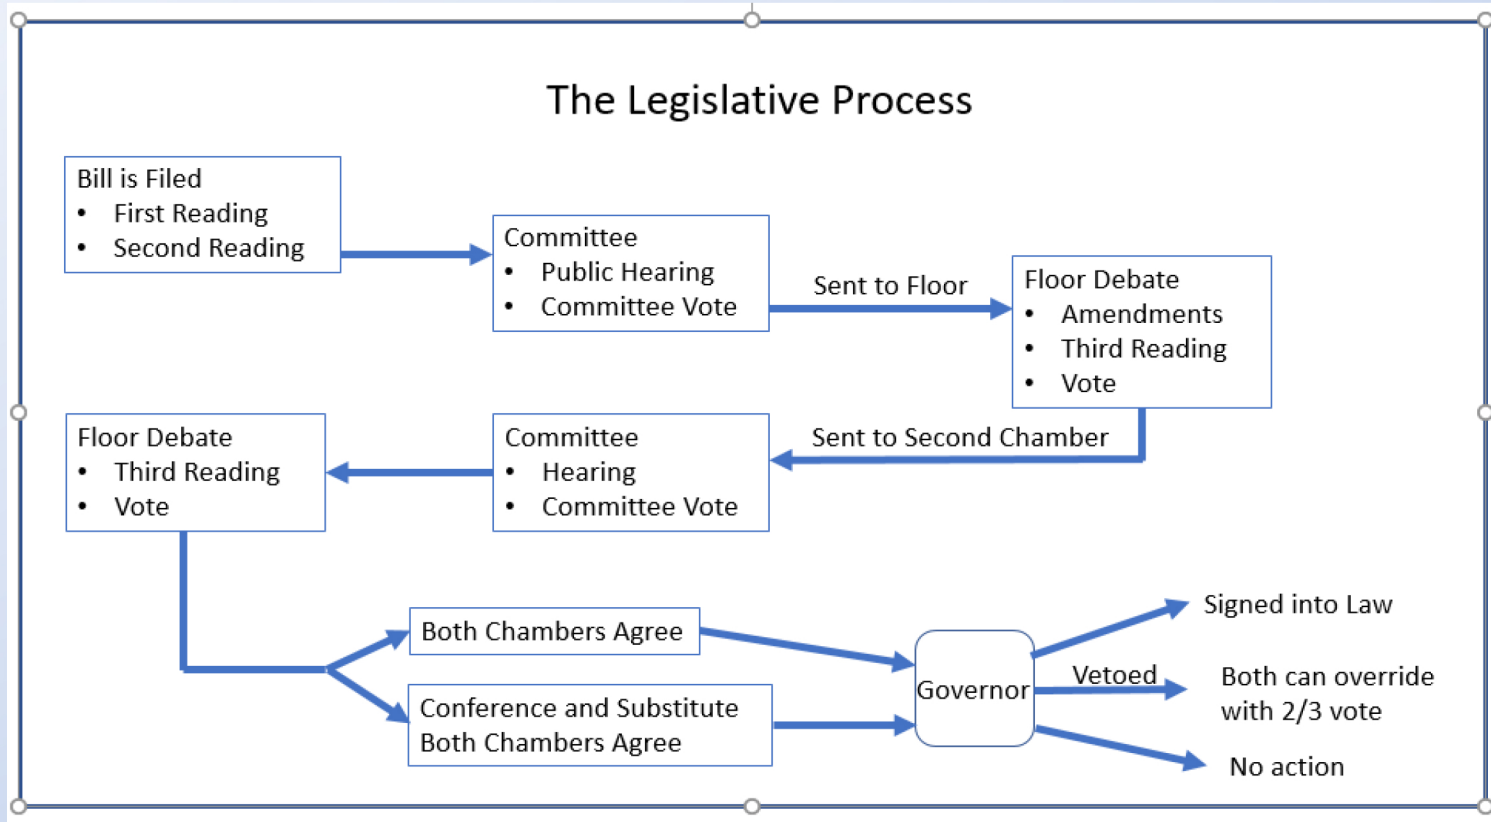 The Legislative Process
Bill is Filed
• First Reading
• Second Reading
Committee
• Public Hearing
• Committee Vote
Sent to Floor
Floor Debate
• Amendments
• Third Reading
• Vote
Sent to Second Chamber
Committee
• Hearing
• Committee Vote
Floor Debate
• Third Reading
• Vote
Both Chambers Agree
Conference and Substitute
Both Chambers Agree
Governor
Signed into Law
Vetoed
Both can override
with 2/3 vote
No action